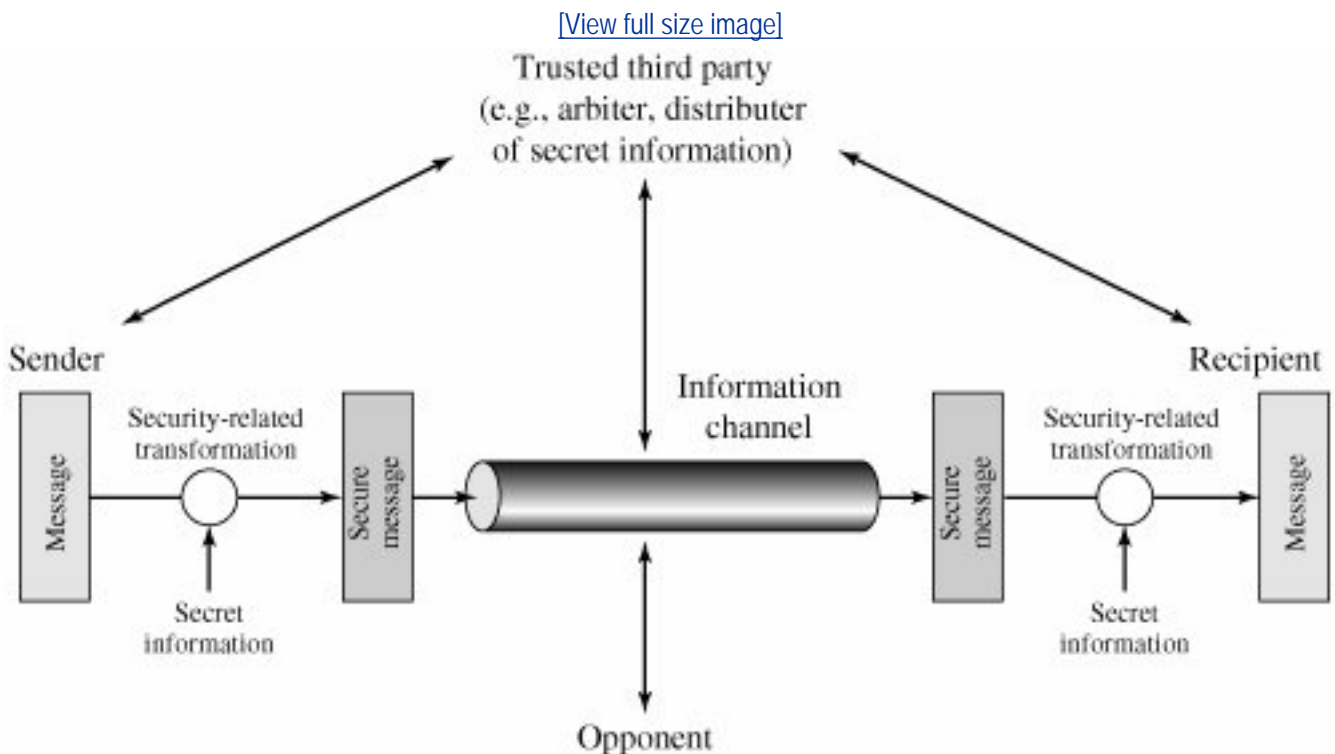 [View full size image]
Trusted third party
(e.g., arbiter, distributer
of secret information)
Sender
Recipient
Information
channel
Security-related
transformation
Security-related
transformation
Message
Secure
message
Secure
message
Message
Secret
information
Secret
information
Opponent